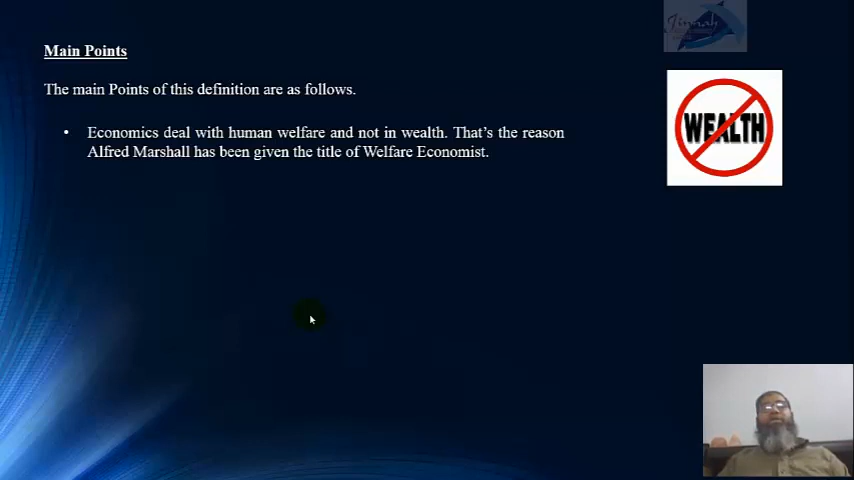 Jinnah
Main Points
The main Points of this definition are as follows.
WEALTH
• Economics deal with human welfare and not in wealth. That's the reason
Alfred Marshall has been given the title of Welfare Economist.